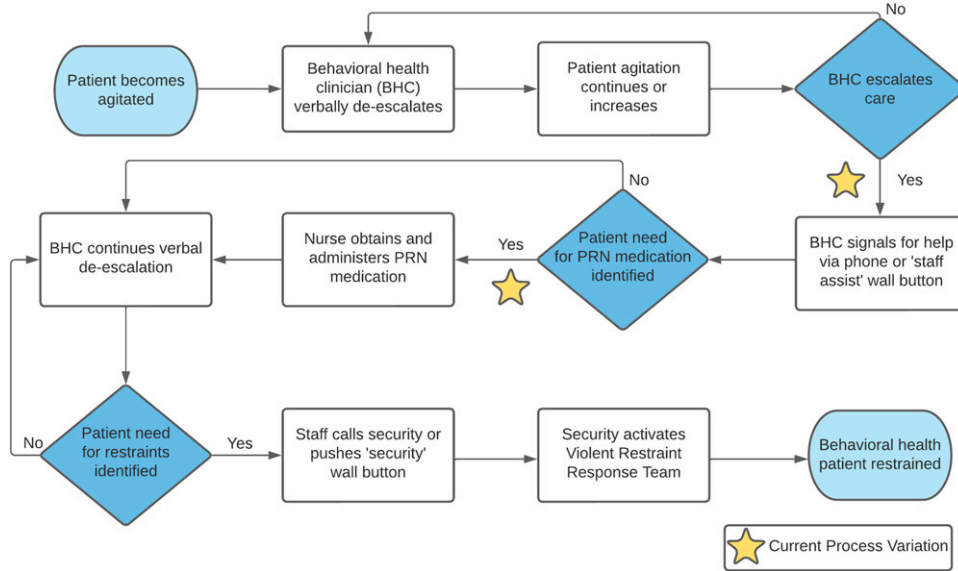 No
Patient becomes
agitated
Behavioral health
clinician (BHC)
verbally de-escalates
Patient agitation
continues or
increases
BHC escalates
care
Yes
No
BHC continues verbal
de-escalation
Nurse obtains and
administers PRN
medication
Yes
Patient need
for PRN medication
identified
BHC signals for help
via phone or 'staff
assist' wall button
No
Patient need
for restraints
identified
Yes
Staff calls security or
pushes 'security'
wall button
Security activates
Violent Restraint
Response Team
Behavioral health
patient restrained
Current Process Variation